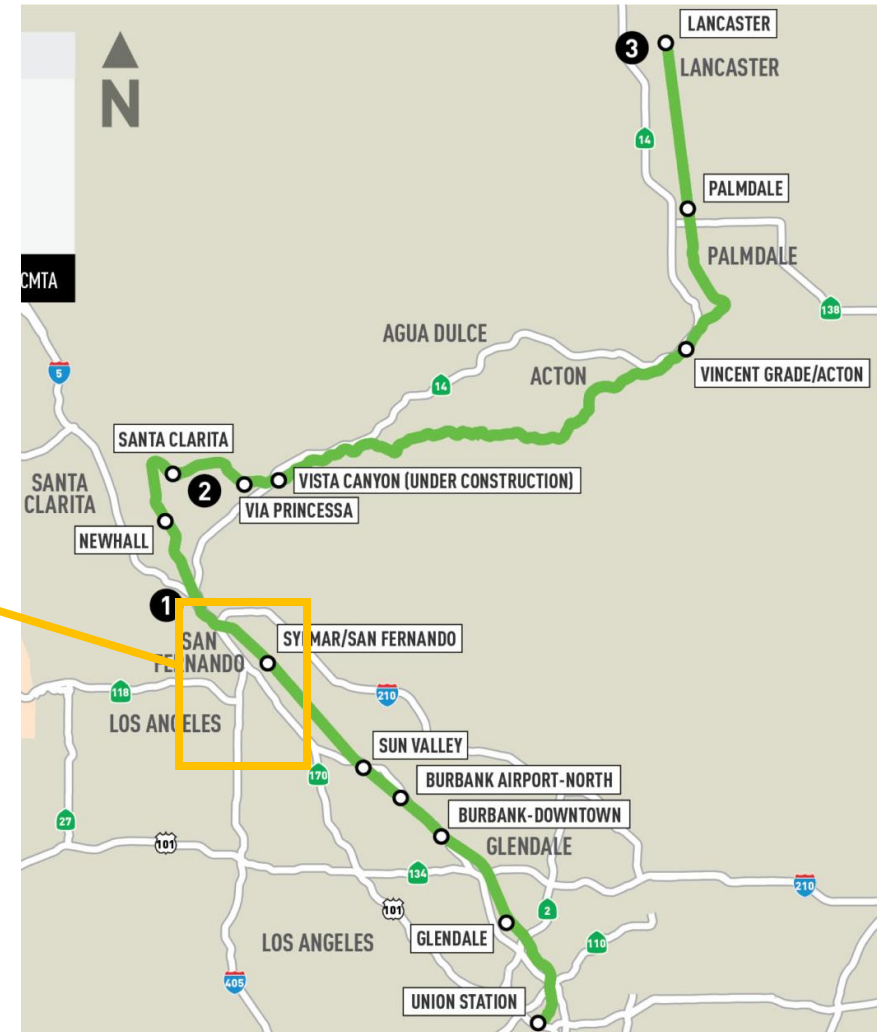 LANCASTER
3
LANCASTER
N
14
PALMDALE
PALMDALE
CMTA
138
AGUA DULCE
5
ACTON
VINCENT GRADE/ACTON
14
SANTA CLARITA
SANTA
CLARITA
2
VISTA CANYON (UNDER CONSTRUCTION)
VIA PRINCESSA
NEWHALL
1
SAN
FERNANDO
SYLMAR/SAN FERNANDO
118
210
LOS ANGELES
SUN VALLEY
170
BURBANK AIRPORT-NORTH
BURBANK-DOWNTOWN
27
101
GLENDALE
134
210
101
2
GLENDALE
LOS ANGELES
110
405
UNION STATION